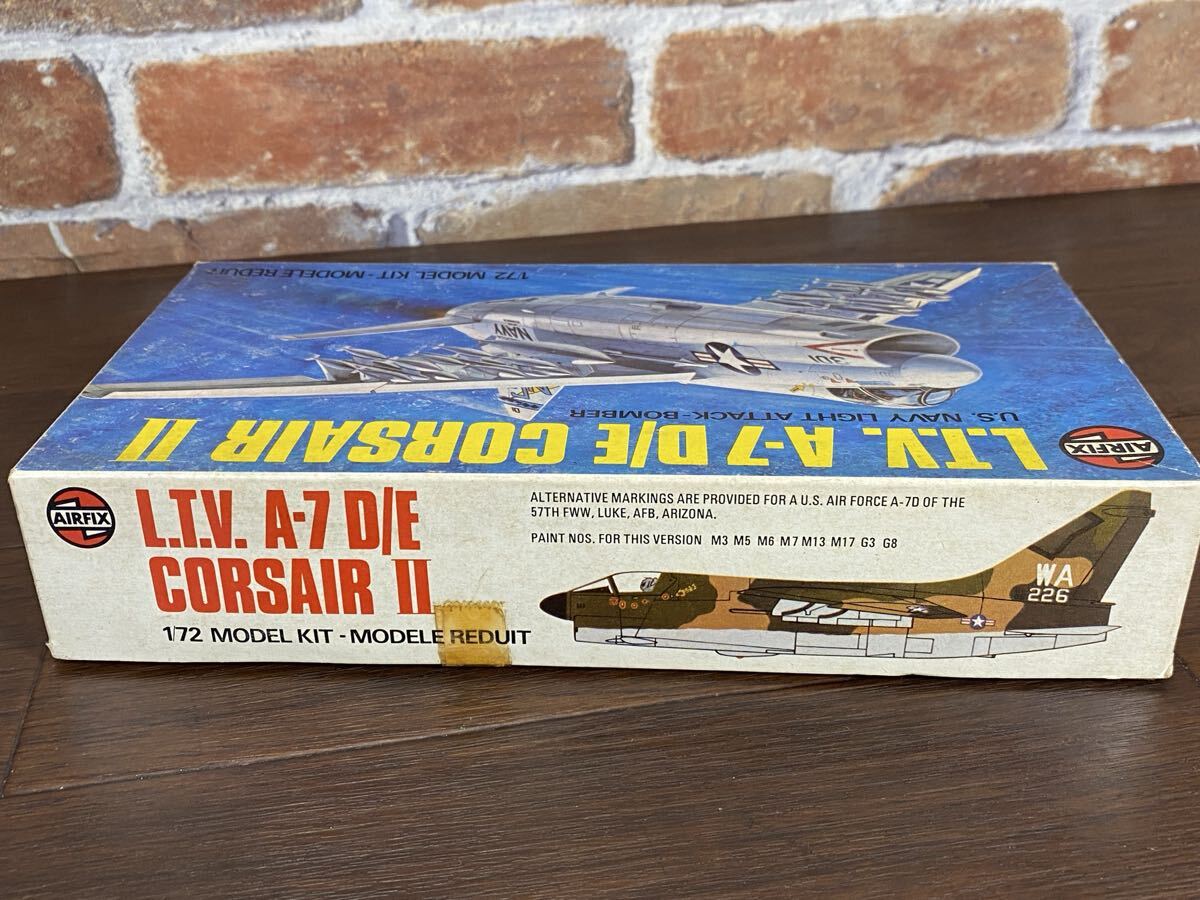 1/72 MODEL KIT - MODELE REDUIT
NAVY
301
U.S. NAVY LIGHT ATTACK-BOMBER
L.T.V. A-7 D/E CORSAIR II
AIRFIX
AIRFIX
L.T.V. A-7 D/E
CORSAIR II
1/72 MODEL KIT - MODELE REDUIT
ALTERNATIVE MARKINGS ARE PROVIDED FOR A U.S. AIR FORCE A-7D OF THE
57TH FWW, LUKE, AFB, ARIZONA.
PAINT NOS. FOR THIS VERSION M3 M5 M6 M7 M13 M17 G3 G8
WA
226